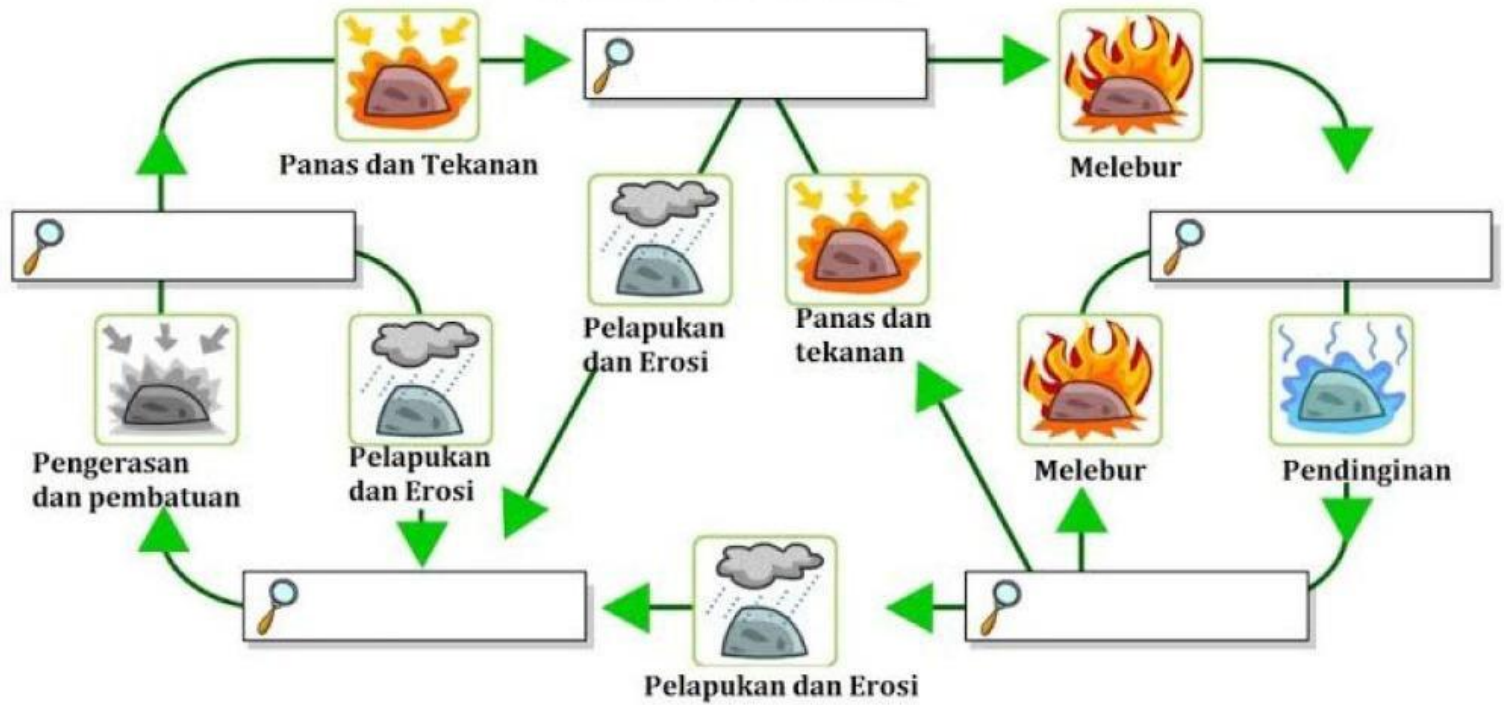 Panas dan Tekanan
Melebur
Pelapukan
dan Erosi
Panas dan
tekanan
Pengerasan
dan pembatuan
Pelapukan
dan Erosi
Melebur
Pendinginan
Pelapukan dan Erosi